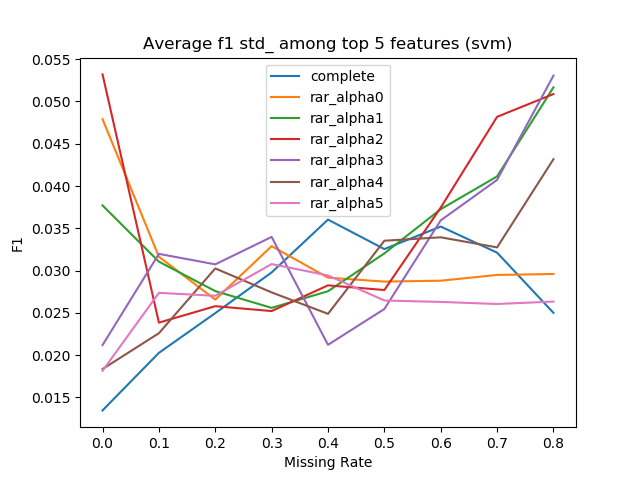 Average f1 std_ among top 5 features (svm)
0.055
0.050
0.045
0.040
0.035
0.030
0.025
0.020
0.015
F1
complete
rar_alpha0
rar_alpha1
rar_alpha2
rar_alpha3
rar_alpha4
rar_alpha5
0.0 0.1 0.2 0.3 0.4 0.5 0.6 0.7 0.8
Missing Rate